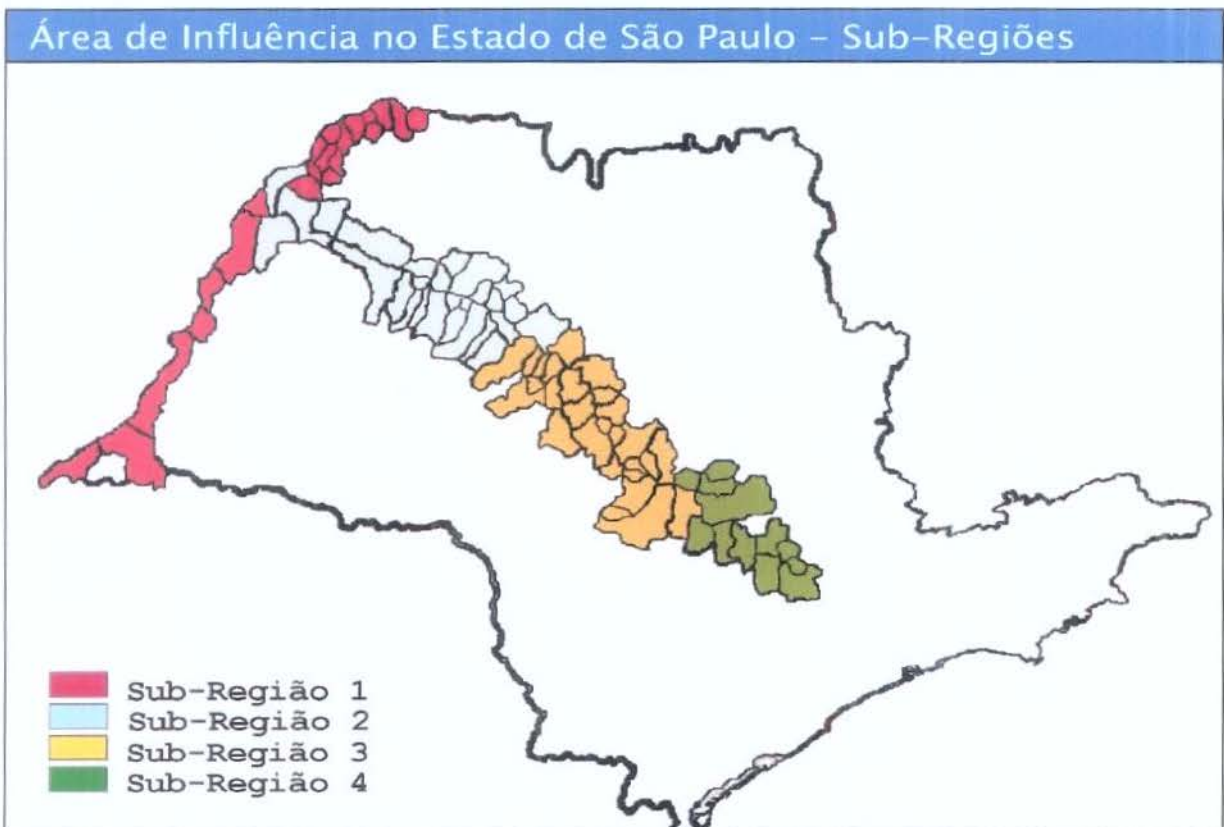 Área de Influência no Estado de São Paulo – Sub-Regiões
Sub-Região 1
Sub-Região 2
Sub-Região 3
Sub-Região 4